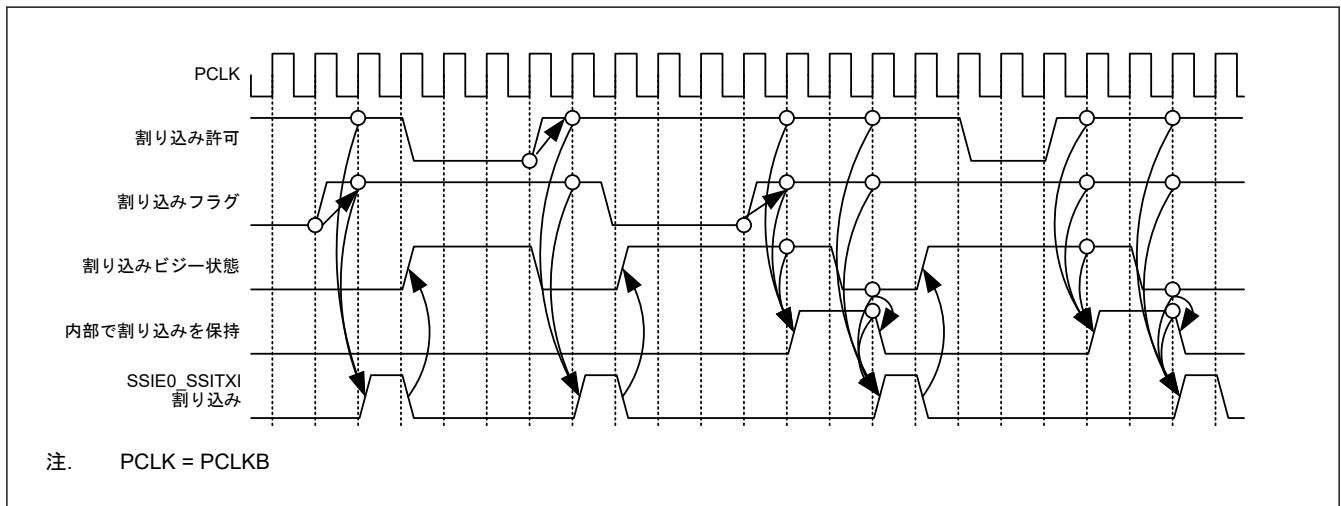 PCLK
割り込み許可
割り込みフラグ
割り込みビジー状態
内部で割り込みを保持
SSIE0_SSITXI
割り込み
注. PCLK = PCLKB